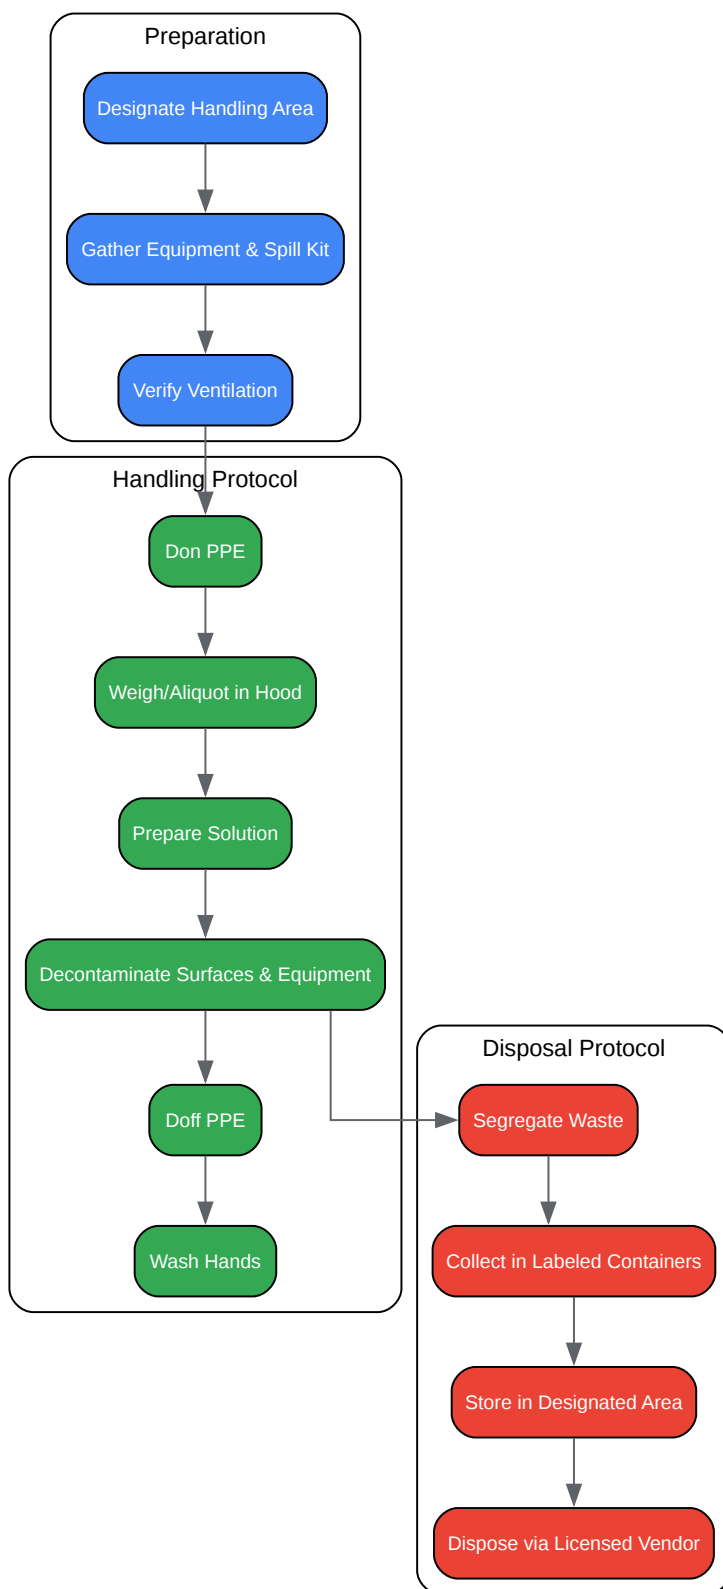 Preparation
Designate Handling Area
Gather Equipment & Spill Kit
Verify Ventilation
Handling Protocol
Don PPE
Weigh/Aliquot in Hood
Prepare Solution
Decontaminate Surfaces & Equipment
Doff PPE
Wash Hands
Disposal Protocol
Segregate Waste
Collect in Labeled Containers
Store in Designated Area
Dispose via Licensed Vendor